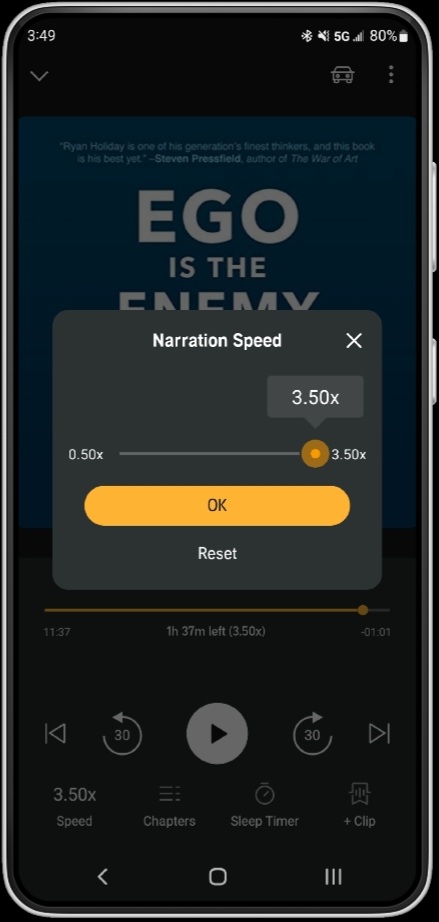 3:49
5G
80%
"Ryan Holiday is one of his generation's finest thinkers, and this book
is his best yet." –Steven Pressfield, author of The War of Art
EGO
IS THE
ENEMY
Narration Speed
3.50x
0.50x
3.50x
OK
Reset
11:37
1h 37m left (3.50x)
-01:01
30
30
3.50x
Speed
Chapters
Sleep Timer
+ Clip